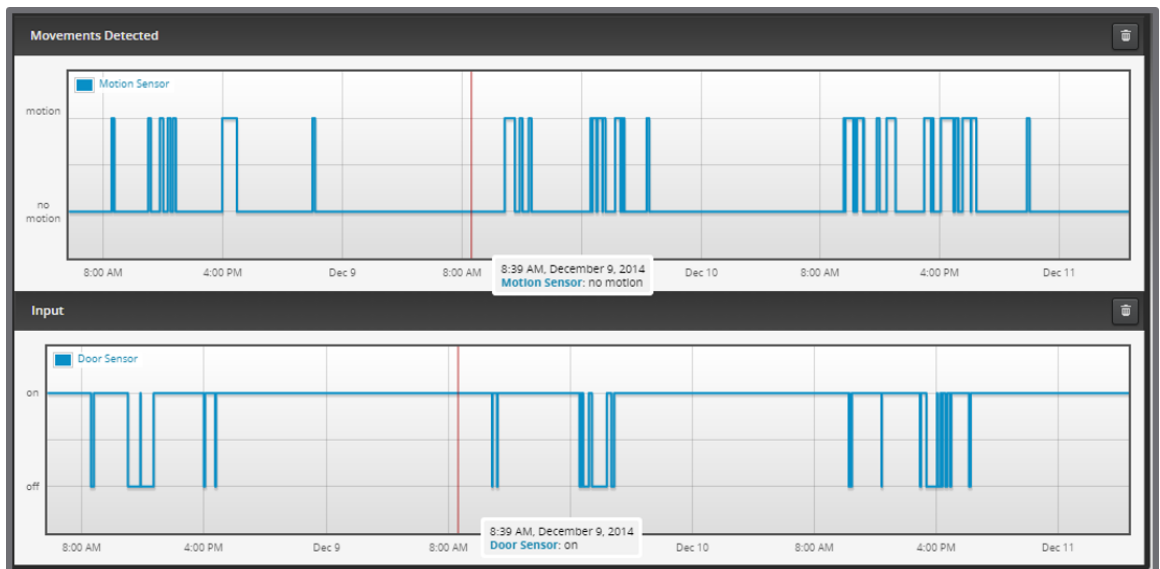 Movements Detected
Motion Sensor
motion
no
motion
8:00 AM 4:00 PM Dec 9 8:00 AM Dec 10 8:00 AM 4:00 PM Dec 11
8:39 AM, December 9, 2014
Motion Sensor: no motion
Input
Door Sensor
on
off
8:00 AM 4:00 PM Dec 9 8:00 AM Dec 10 8:00 AM 4:00 PM Dec 11
8:39 AM, December 9, 2014
Door Sensor: on